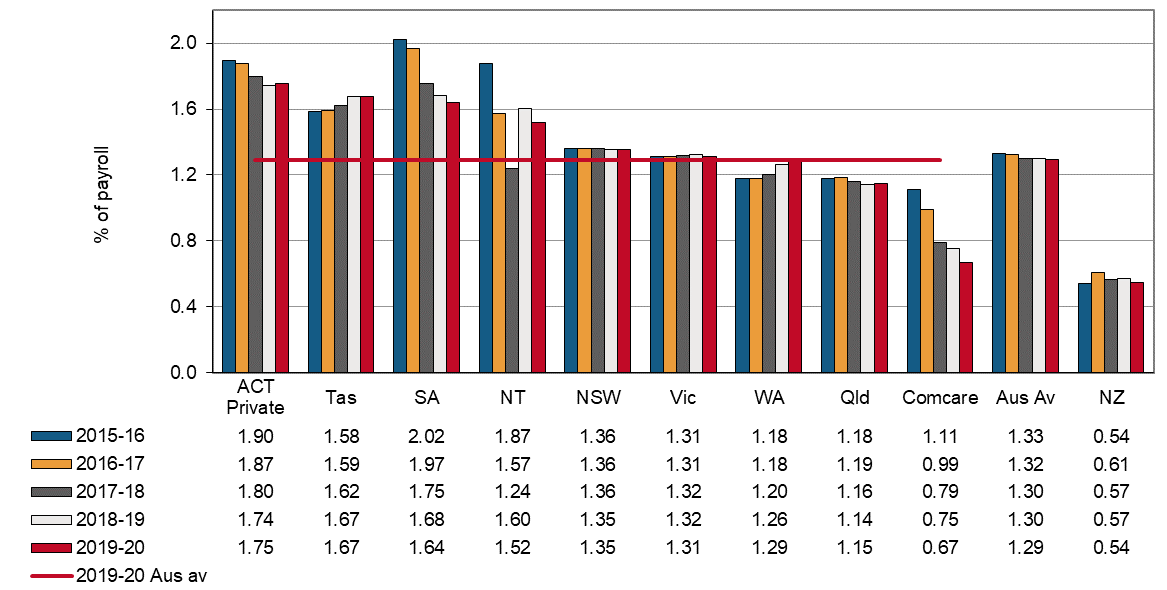 2.0
1.6
1.2
0.8
0.4
0.0
% of payroll
ACT Private Tas SA NT NSW Vic WA Qld Comcare Aus Av NZ
2015-16 1.90 1.58 2.02 1.87 1.36 1.31 1.18 1.18 1.11 1.33 0.54
2016-17 1.87 1.59 1.97 1.57 1.36 1.31 1.18 1.19 0.99 1.32 0.61
2017-18 1.80 1.62 1.75 1.24 1.36 1.32 1.20 1.16 0.79 1.30 0.57
2018-19 1.74 1.67 1.68 1.60 1.35 1.32 1.26 1.14 0.75 1.30 0.57
2019-20 1.75 1.67 1.64 1.52 1.35 1.31 1.29 1.15 0.67 1.29 0.54
2019-20 Aus av